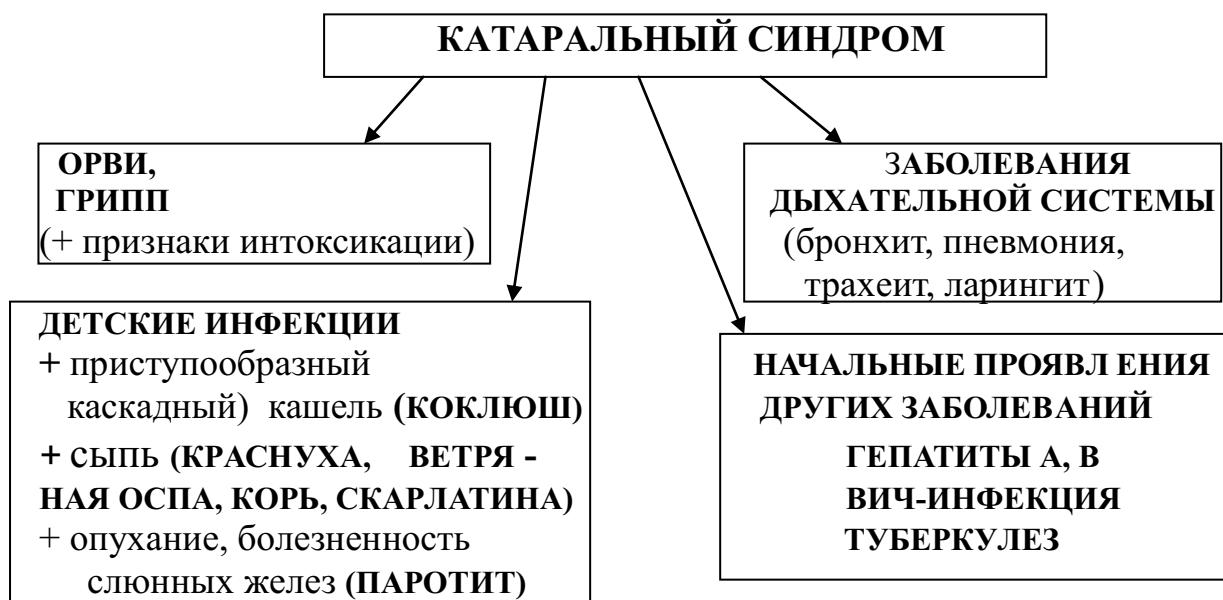 КАТАРАЛЬНЫЙ СИНДРОМ
ОРВИ,
ГРИПП
(+ признаки интоксикации)
ЗАБОЛЕВАНИЯ
ДЫХАТЕЛЬНОЙ СИСТЕМЫ
(бронхит, пневмония,
трахеит, ларингит)
ДЕТСКИЕ ИНФЕКЦИИ
+ приступообразный
каскадный) кашель (КОКЛЮШ)
+ сыпь (КРАСНУХА, ВЕТРЯ -
НАЯ ОСПА, КОРЬ, СКАРЛАТИНА)
+ опухание, болезненность
слюнных желез (ПАРОТИТ)
НАЧАЛЬНЫЕ ПРОЯВЛ ЕНИЯ
ДРУГИХ ЗАБОЛЕВАНИЙ
ГЕПАТИТЫ А, В
ВИЧ-ИНФЕКЦИЯ
ТУБЕРКУЛЕЗ